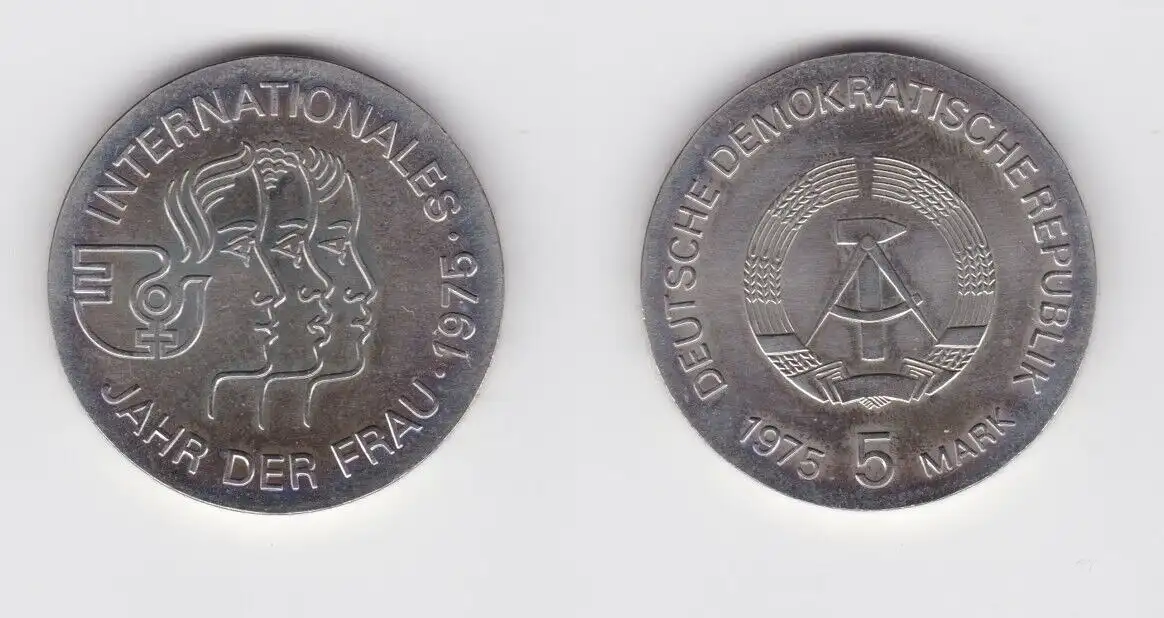 INTERNATIONALES
JAHR DER FRAU · 1975 ·
DEUTSCHE DEMOKRATISCHE REPUBLIK
1975 5 MARK